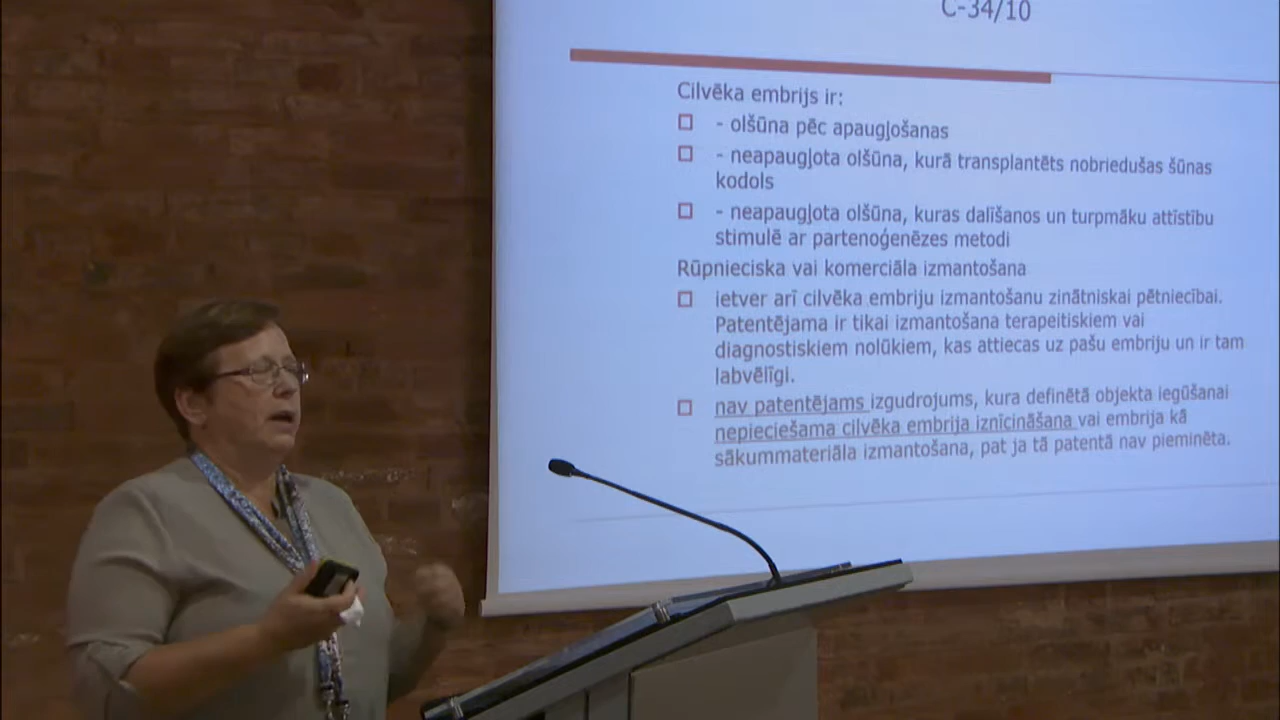 C-34/10
Cilvēka embrijs ir:
- olšūna pēc apaugļošanas
- neapaugļota olšūna, kurā transplantēts nobriedušas šūnas
kodols
- neapaugļota olšūna, kuras dalīšanos un turpmāku attīstību
stimulē ar partenoģenēzes metodi
Rūpnieciska vai komerciāla izmantošana
ietver arī cilvēka embriju izmantošanu zinātniskai pētniecībai.
Patentējama ir tikai izmantošana terapeitiskiem vai
diagnostiskiem nolūkiem, kas attiecas uz pašu embriju un ir tam
labvēlīgi.
nav patentējams izgudrojums, kura definētā objekta iegūšanai
nepieciešama cilvēka embrija iznīcināšana vai embrija kā
sākummateriāla izmantošana, pat ja tā patentā nav pieminēta.